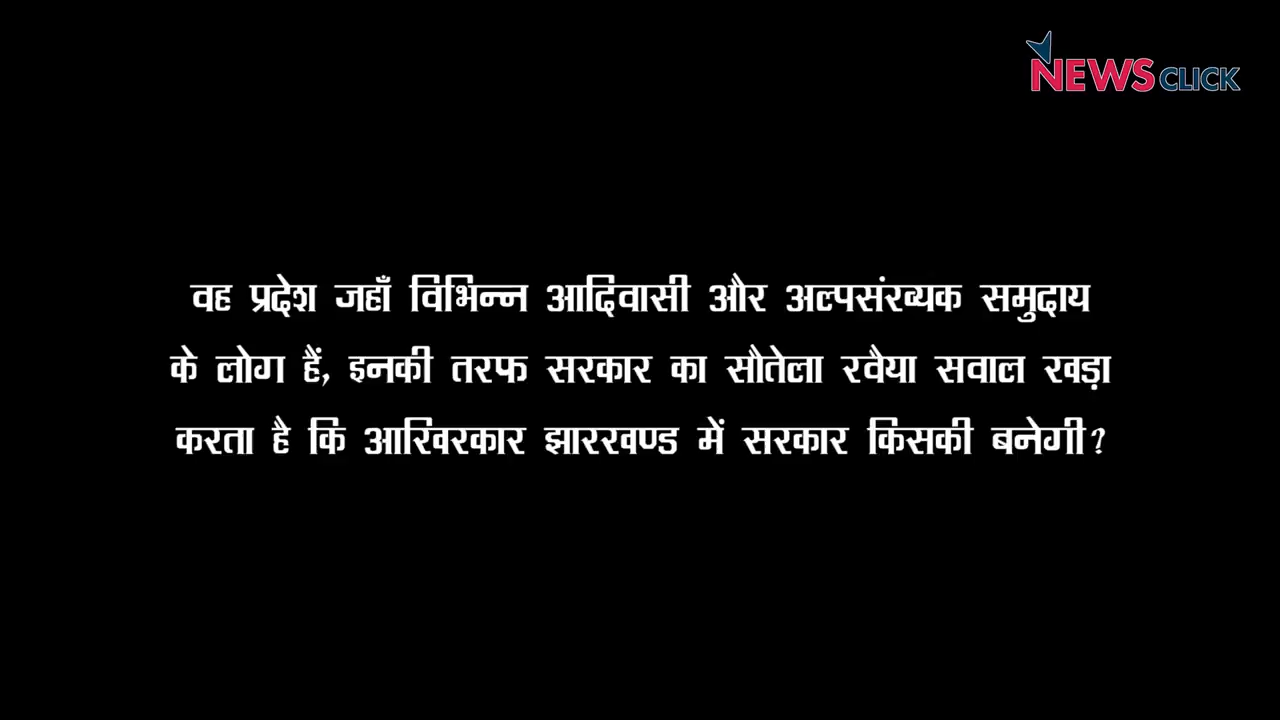 NEWSCLICK
वह प्रदेश जहाँ विभिन्न आदिवासी और अल्पसंख्यक समुदाय
के लोग हैं, इनकी तरफ सरकार का सौतेला रवैया सवाल खड़ा
करता है कि आखिरकार झारखण्ड में सरकार किसकी बनेगी?